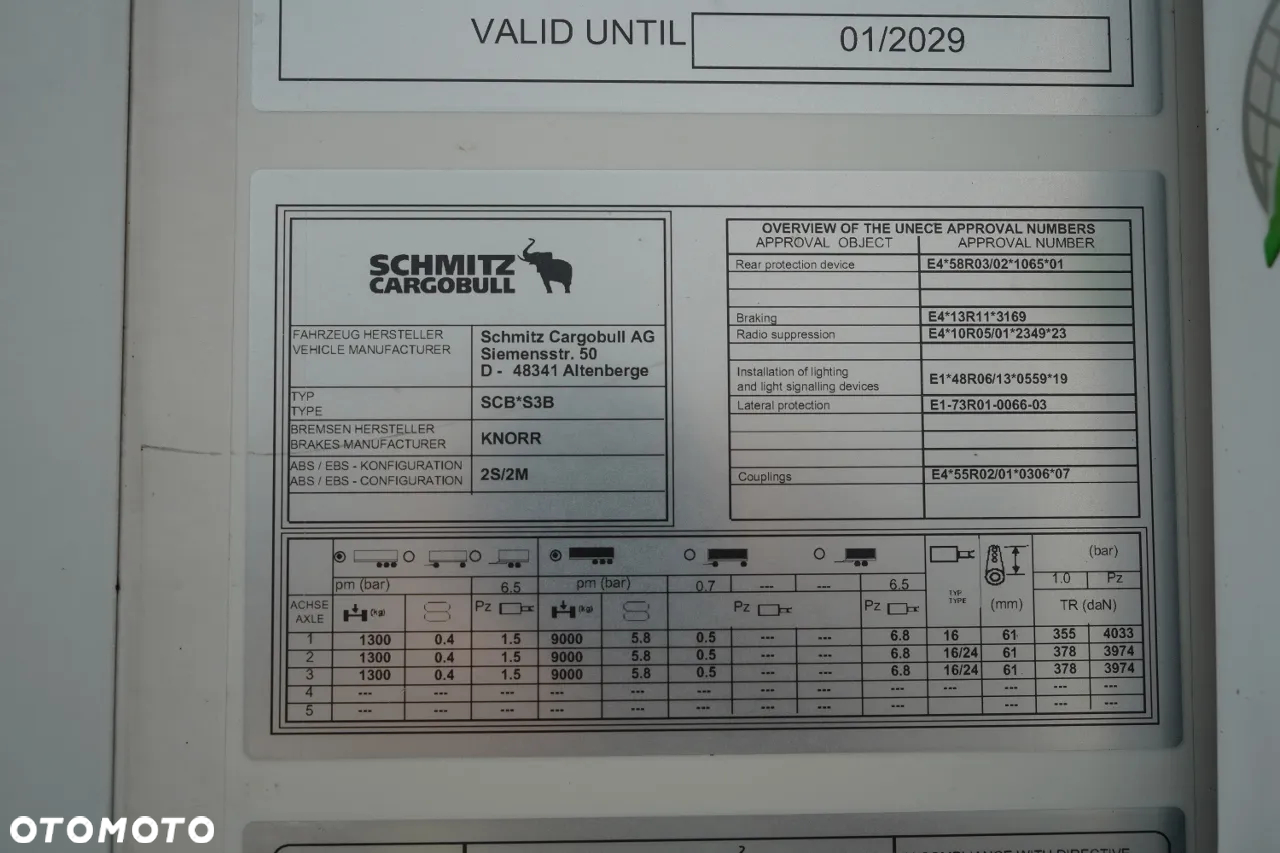 VALID UNTIL 01/2029
SCHMITZ
CARGOBULL
FAHRZEUG HERSTELLER
VEHICLE MANUFACTURER
Schmitz Cargobull AG
Siemensstr. 50
D - 48341 Altenberge
TYP
TYPE
SCB*S3B
BREMSEN HERSTELLER
BRAKES MANUFACTURER
KNORR
ABS / EBS - KONFIGURATION
ABS / EBS - CONFIGURATION
2S/2M
OVERVIEW OF THE UNECE APPROVAL NUMBERS
APPROVAL OBJECT APPROVAL NUMBER
Rear protection device E4*58R03/02*1065*01
Braking E4*13R11*3169
Radio suppression E4*10R05/01*2349*23
Installation of lighting
and light signalling devices E1*48R06/13*0559*19
Lateral protection E1-73R01-0066-03
Couplings E4*55R02/01*0306*07
(bar)
pm (bar) 6.5 pm (bar) 0.7 --- --- 6.5 1.0 Pz
ACHSE
AXLE
(kg) Pz (kg) Pz Pz
TYP
TYPE
(mm) TR (daN)
1 1300 0.4 1.5 9000 5.8 0.5 --- --- 6.8 16 61 355 4033
2 1300 0.4 1.5 9000 5.8 0.5 --- --- 6.8 16/24 61 378 3974
3 1300 0.4 1.5 9000 5.8 0.5 --- --- 6.8 16/24 61 378 3974
4 --- --- --- --- --- --- --- --- --- --- --- --- ---
5 --- --- --- --- --- --- --- --- --- --- --- --- ---
OTOMOTO